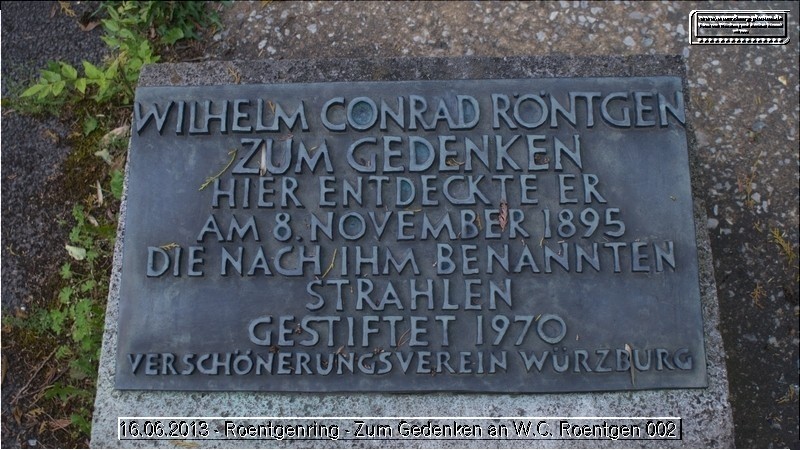 WILHELM CONRAD RÖNTGEN
ZUM GEDENKEN
HIER ENTDECKTE ER
AM 8. NOVEMBER 1895
DIE NACH IHM BENANNTEN
STRAHLEN
GESTIFTET 1970
VERSCHÖNERUNGSVEREIN WÜRZBURG
16.06.2013 - Roentgenring - Zum Gedenken an W.C. Roentgen 002